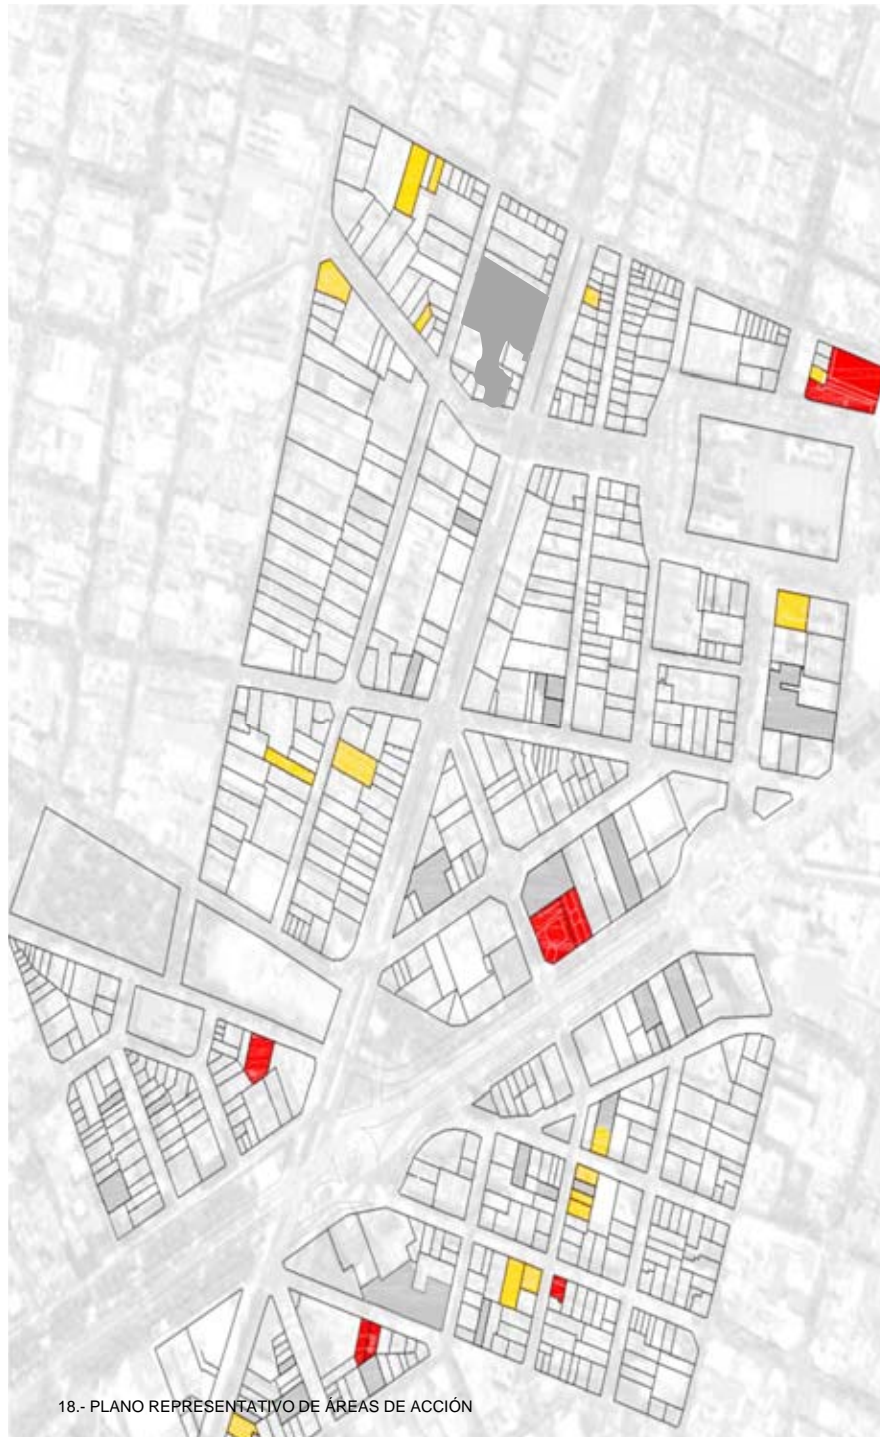 18.- PLANO REPRESENTATIVO DE ÁREAS DE ACCIÓN